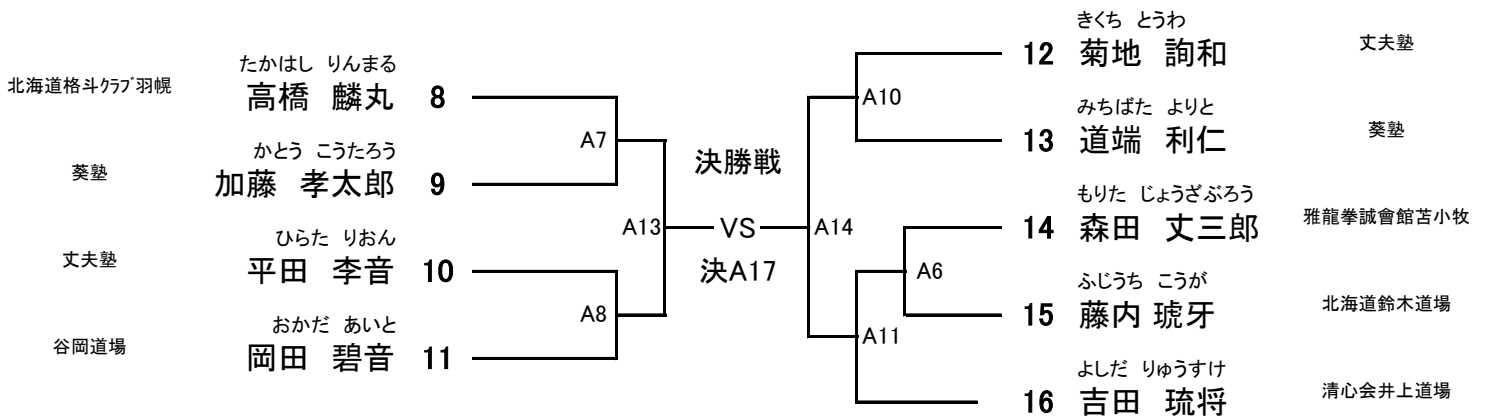 たかはし りんまる
北海道格斗クラブ羽幌 高橋 麟丸 8
A7
かとう こうたろう
葵塾 加藤 孝太郎 9
A13
ひらた りおん
丈夫塾 平田 李音 10
A8
おかだ あいと
谷岡道場 岡田 碧音 11
決勝戦
VS
決A17
きくち とうわ
12 菊地 詢和 丈夫塾
A10
みちばた よりと
13 道端 利仁 葵塾
A14
もりた じょうざぶろう
14 森田 丈三郎 雅龍拳誠會館苫小牧
A6
ふじうち こうが
15 藤内 琥牙 北海道鈴木道場
A11
よしだ りゅうすけ
16 吉田 琉将 清心会井上道場